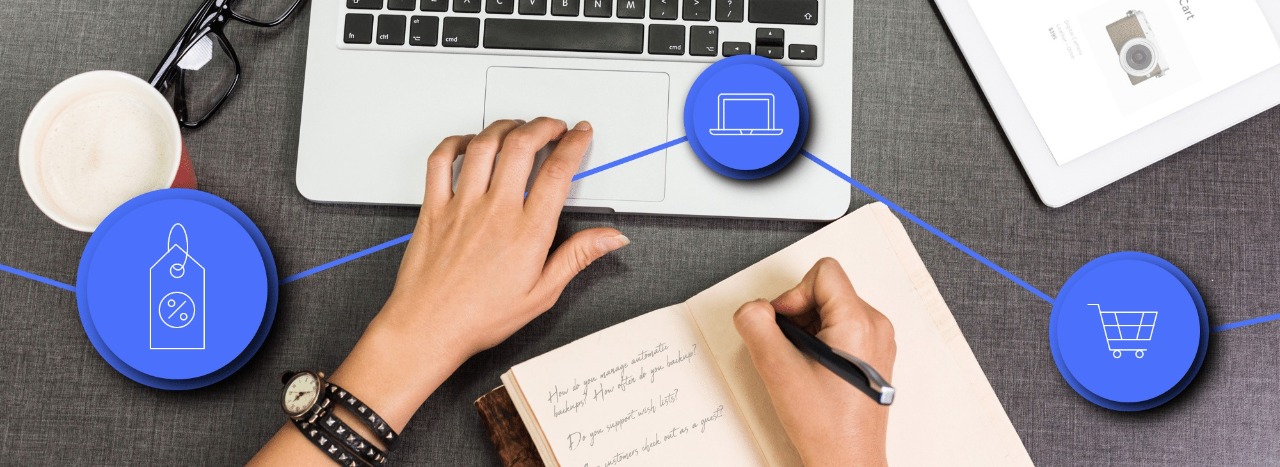 B N M < > ?
fn ctrl cmd cmd
Cart
How do you manage automatic
backups? How often do you backup?
Do you support wish lists?
customers check out as a guest?